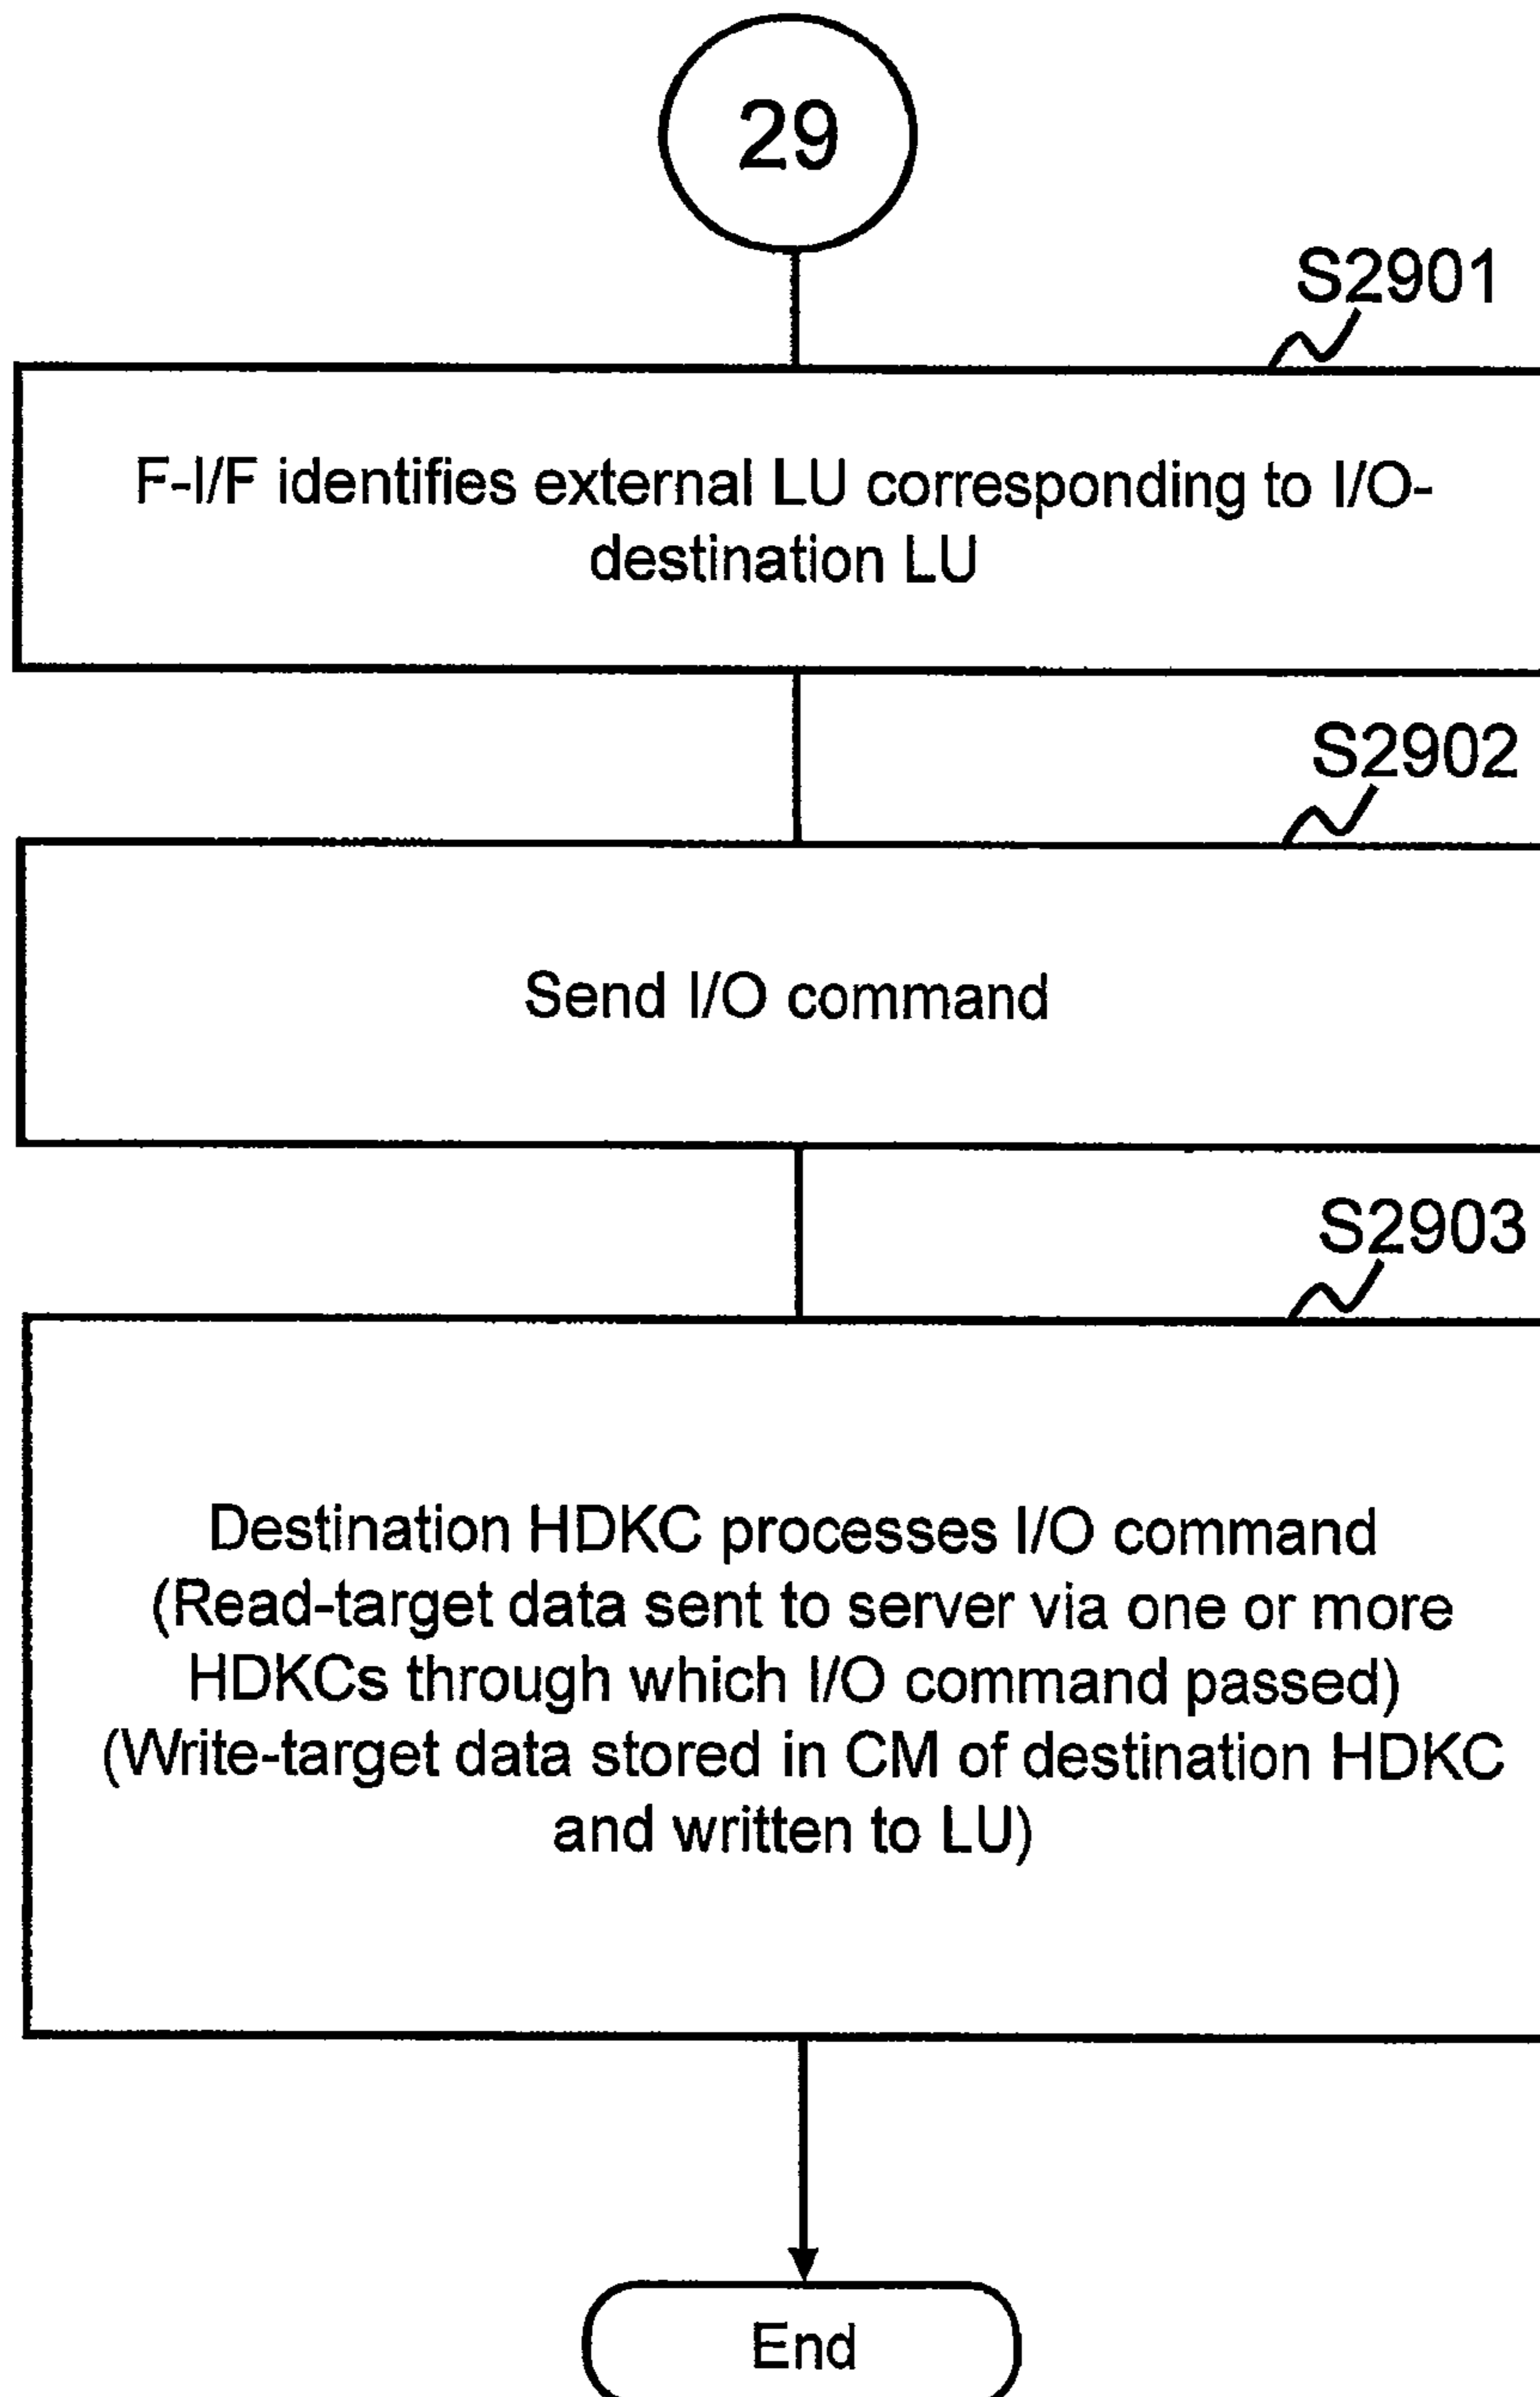 29
S2901
F-I/F identifies external LU corresponding to I/O-
destination LU
S2902
Send I/O command
S2903
Destination HDKC processes I/O command
(Read-target data sent to server via one or more
HDKCs through which I/O command passed)
(Write-target data stored in CM of destination HDKC
and written to LU)
End